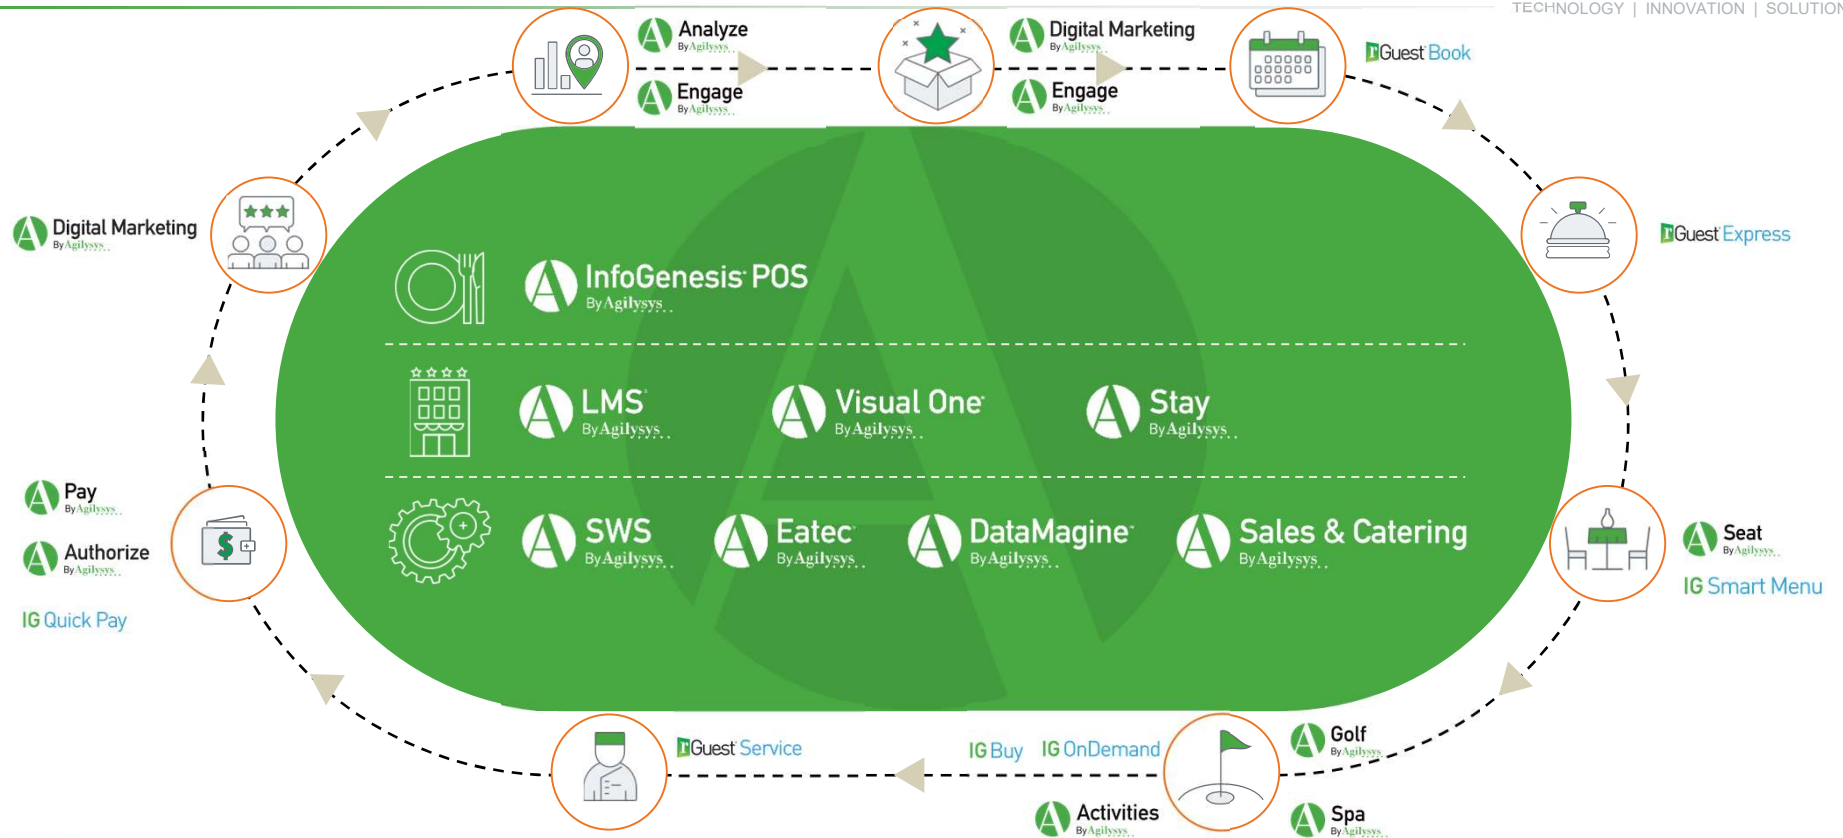 TECHNOLOGY | INNOVATION | SOLUTION
Analyze
By Agilysys
Engage
By Agilysys
Digital Marketing
By Agilysys
Engage
By Agilysys
rGuest Book
Digital Marketing
By Agilysys
rGuest Express
InfoGenesis POS
By Agilysys
LMS
By Agilysys
Visual One
By Agilysys
Stay
By Agilysys
Pay
By Agilysys
Authorize
By Agilysys
IG Quick Pay
SWS
By Agilysys
Eatec
By Agilysys
DataMagine
By Agilysys
Sales & Catering
By Agilysys
Seat
By Agilysys
IG Smart Menu
rGuest Service
IG Buy
IG OnDemand
Golf
By Agilysys
Activities
By Agilysys
Spa
By Agilysys